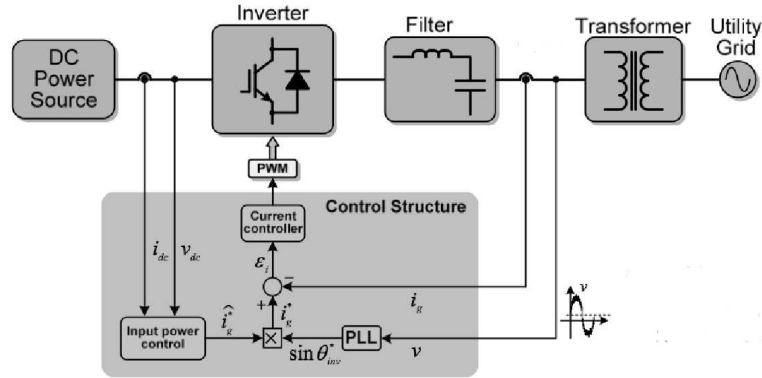 Inverter
Filter
Transformer
Utility
Grid
DC
Power
Source
PWM
Control Structure
Current
controller
i_dc
v_dc
ε_i
−
+
i_g^*
i_g
v
Input power
control
î_g^*
×
PLL
sin θ_inv^*
v